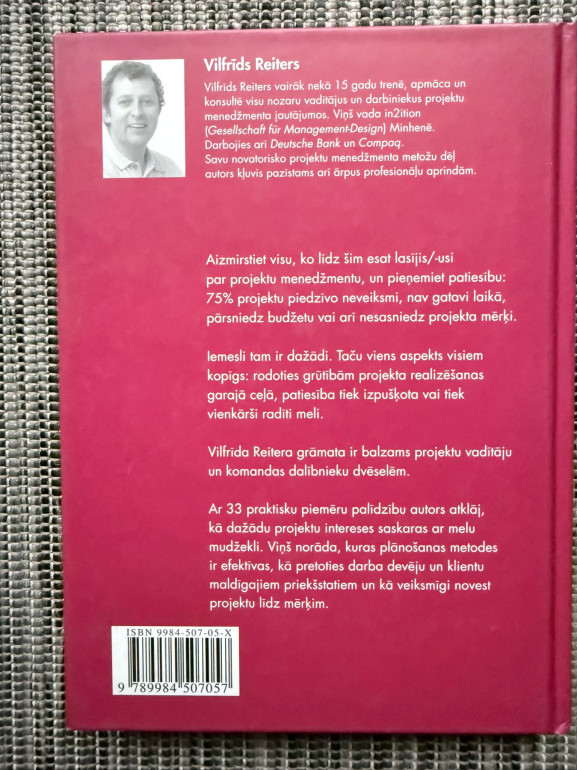 Vilfrīds Reiters
Vilfrīds Reiters vairāk nekā 15 gadu trenē, apmāca un
konsultē visu nozaru vadītājus un darbiniekus projektu
menedžmenta jautājumos. Viņš vada in2ition
(Gesellschaft für Management-Design) Minhenē.
Darbojies arī Deutsche Bank un Compaq.
Savu novatorisko projektu menedžmenta metožu dēļ
autors kļuvis pazīstams arī ārpus profesionāļu aprindām.
Aizmirstiet visu, ko līdz šim esat lasījis/-usi
par projektu menedžmentu, un pieņemiet patiesību:
75% projektu piedzīvo neveiksmi, nav gatavi laikā,
pārsniedz budžetu vai arī nesasniedz projekta mērķi.
Iemesli tam ir dažādi. Taču viens aspekts visiem
kopīgs: rodoties grūtībām projekta realizēšanas
garajā ceļā, patiesība tiek izpušķota vai tiek
vienkārši radīti meli.
Vilfrīda Reitera grāmata ir balzams projektu vadītāju
un komandas dalībnieku dvēselēm.
Ar 33 praktisku piemēru palīdzību autors atklāj,
kā dažādu projektu intereses saskaras ar melu
mudžekli. Viņš norāda, kuras plānošanas metodes
ir efektīvas, kā pretoties darba devēju un klientu
maldīgajiem priekšstatiem un kā veiksmīgi novest
projektu līdz mērķim.
ISBN 9984-507-05-X
9 789984 507057